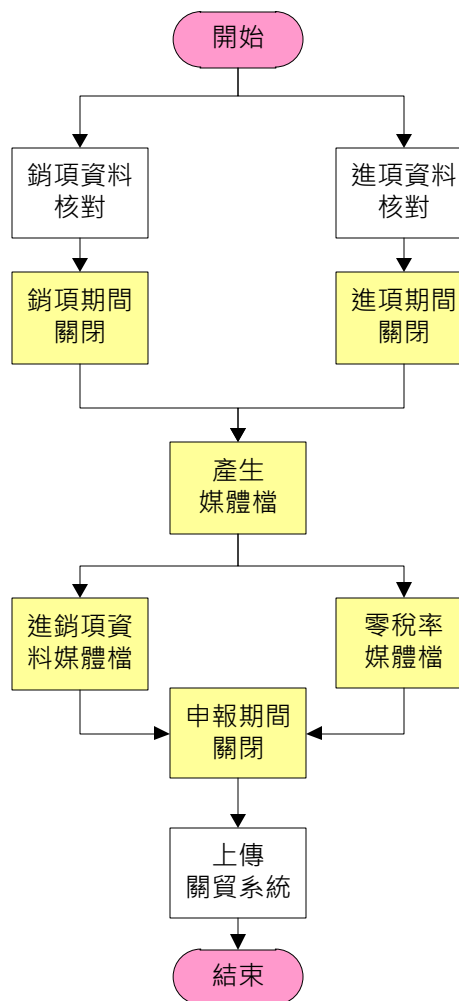 開始
銷項資料
核對
進項資料
核對
銷項期間
關閉
進項期間
關閉
產生
媒體檔
進銷項資
料媒體檔
零稅率
媒體檔
申報期間
關閉
上傳
關貿系統
結束